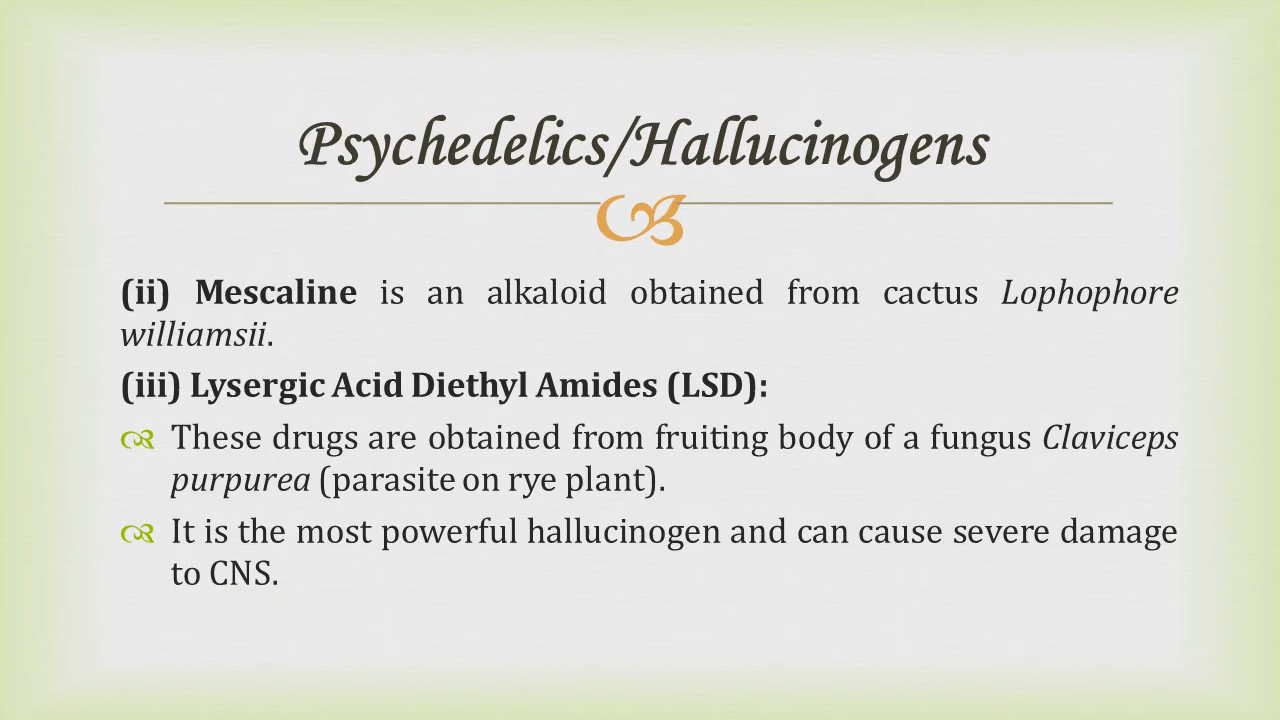 Psychedelics/Hallucinogens
(ii) Mescaline is an alkaloid obtained from cactus Lophophore
williamsii.
(iii) Lysergic Acid Diethyl Amides (LSD):
These drugs are obtained from fruiting body of a fungus Claviceps
purpurea (parasite on rye plant).
It is the most powerful hallucinogen and can cause severe damage
to CNS.